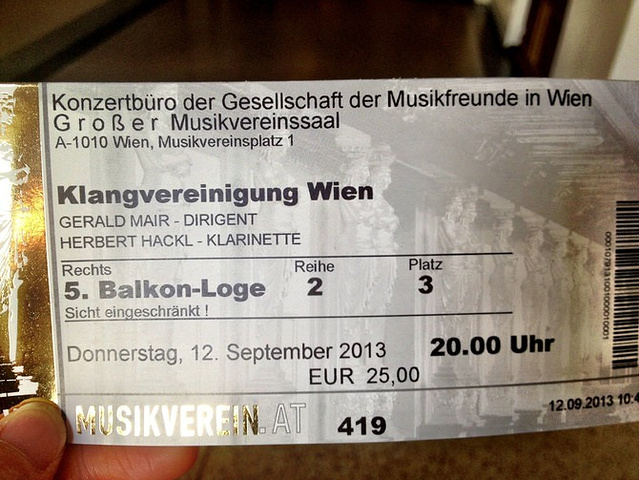 Konzertbüro der Gesellschaft der Musikfreunde in Wien
Großer Musikvereinssaal
A-1010 Wien, Musikvereinsplatz 1
Klangvereinigung Wien
GERALD MAIR - DIRIGENT
HERBERT HACKL - KLARINETTE
Rechts Reihe Platz
5. Balkon-Loge 2 3
Sicht eingeschränkt !
Donnerstag, 12. September 2013 20.00 Uhr
EUR 25,00
MUSIKVEREIN.AT 419
12.09.2013 10:4